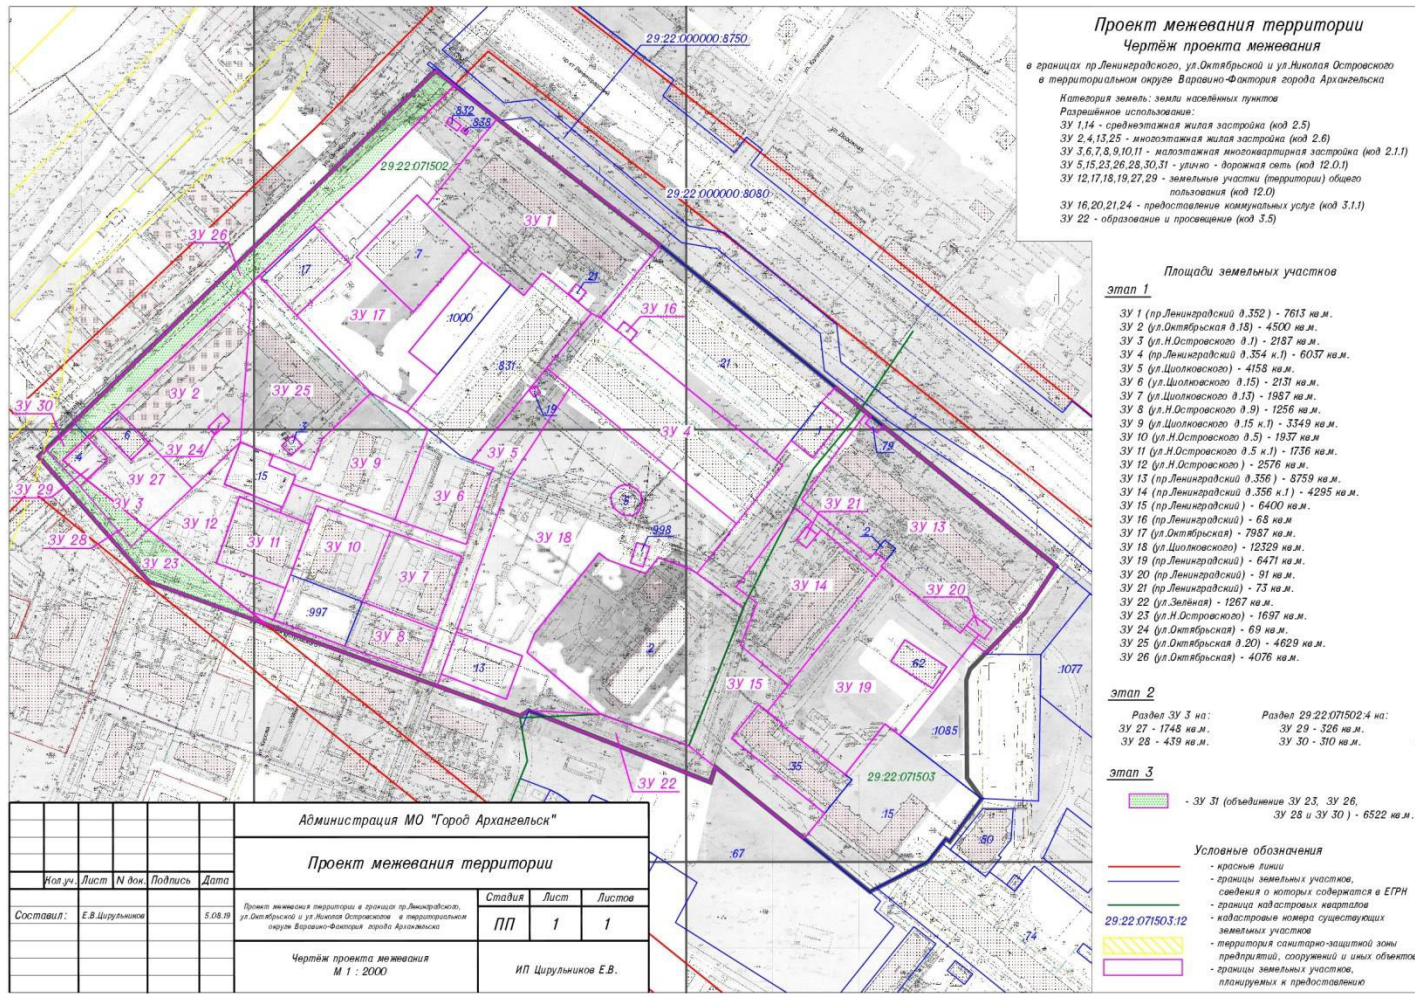 Проект межевания территории
Чертёж проекта межевания
в границах пр.Ленинградского, ул.Октябрьской и ул.Николая Островского
в территориальном округе Варавино-Фактория города Архангельска
Категория земель: земли населённых пунктов
Разрешённое использование:
ЗУ 1,14 - среднеэтажная жилая застройка (код 2.5)
ЗУ 2,4,13,25 - многоэтажная жилая застройка (код 2.6)
ЗУ 3,6,7,8,9,10,11 - малоэтажная многоквартирная застройка (код 2.1.1)
ЗУ 5,15,23,26,28,30,31 - улично - дорожная сеть (код 12.0.1)
ЗУ 12,17,18,19,27,29 - земельные участки (территории) общего
пользования (код 12.0)
ЗУ 16,20,21,24 - предоставление коммунальных услуг (код 3.1.1)
ЗУ 22 - образование и просвещение (код 3.5)
Площади земельных участков
этап 1
ЗУ 1 (пр.Ленинградский д.352 ) - 7613 кв.м.
ЗУ 2 (ул.Октябрьская д.18) - 4500 кв.м.
ЗУ 3 (ул.Н.Островского д.1) - 2187 кв.м.
ЗУ 4 (пр.Ленинградский д.354 к.1) - 6037 кв.м.
ЗУ 5 (ул.Циолковского) - 4158 кв.м.
ЗУ 6 (ул.Циолковского д.15) - 2131 кв.м.
ЗУ 7 (ул.Циолковского д.13) - 1987 кв.м.
ЗУ 8 (ул.Н.Островского д.9) - 1256 кв.м.
ЗУ 9 (ул.Циолковского д.15 к.1) - 3349 кв.м.
ЗУ 10 (ул.Н.Островского д.5) - 1937 кв.м.
ЗУ 11 (ул.Н.Островского д.5 к.1) - 1736 кв.м.
ЗУ 12 (ул.Н.Островского ) - 2576 кв.м.
ЗУ 13 (пр.Ленинградский д.356) - 8759 кв.м.
ЗУ 14 (пр.Ленинградский д.356 к.1) - 4295 кв.м.
ЗУ 15 (пр.Ленинградский) - 6400 кв.м.
ЗУ 16 (пр.Ленинградский) - 68 кв.м
ЗУ 17 (ул.Октябрьская) - 7987 кв.м.
ЗУ 18 (ул.Циолковского) - 12329 кв.м.
ЗУ 19 (пр.Ленинградский) - 6471 кв.м.
ЗУ 20 (пр.Ленинградский) - 91 кв.м.
ЗУ 21 (пр.Ленинградский) - 73 кв.м.
ЗУ 22 (ул.Зелёная) - 1267 кв.м.
ЗУ 23 (ул.Н.Островского) - 1697 кв.м.
ЗУ 24 (ул.Октябрьская) - 69 кв.м.
ЗУ 25 (ул.Октябрьская д.20) - 4629 кв.м.
ЗУ 26 (ул.Октябрьская) - 4076 кв.м.
этап 2
Раздел ЗУ 3 на:
ЗУ 27 - 1748 кв.м.
ЗУ 28 - 439 кв.м.
Раздел 29:22:071502:4 на:
ЗУ 29 - 326 кв.м.
ЗУ 30 - 310 кв.м.
этап 3
- ЗУ 31 (объединение ЗУ 23, ЗУ 26,
ЗУ 28 и ЗУ 30 ) - 6522 кв.м.
Условные обозначения
- красные линии
- границы земельных участков,
сведения о которых содержатся в ЕГРН
- граница кадастровых кварталов
29:22:071503:12 - кадастровые номера существующих
земельных участков
- территория санитарно-защитной зоны
предприятий, сооружений и иных объектов
- границы земельных участков,
планируемых к предоставлению
29:22:000000:8750
:832
:838
29:22:071502
29:22:000000:8080
ЗУ 1
ЗУ 26
:17
:7
:21
ЗУ 16
ЗУ 17
:1000
:831
:21
ЗУ 2
ЗУ 25
:19
ЗУ 30
:6
:3
ЗУ 4
:1
:79
:4
ЗУ 24
ЗУ 5
ЗУ 29
ЗУ 27
:15
ЗУ 9
ЗУ 6
:5
ЗУ 3
ЗУ 21
ЗУ 12
ЗУ 13
ЗУ 28
ЗУ 11
ЗУ 10
ЗУ 18
:998
:2
ЗУ 23
ЗУ 7
ЗУ 14
ЗУ 20
:997
ЗУ 8
:2
:13
:62
:1077
ЗУ 15
ЗУ 19
:1085
:35
29:22:071503
ЗУ 22
:15
:50
:67
:1
:74
Администрация МО "Город Архангельск"
Проект межевания территории
Кол.уч. Лист N док. Подпись Дата
Составил: Е.В.Цирульников 5.08.19
Проект межевания территории в границах пр.Ленинградского,
ул.Октябрьской и ул.Николая Островского в территориальном
округе Варавино-Фактория города Архангельска
Стадия Лист Листов
ПП 1 1
Чертёж проекта межевания
М 1 : 2000
ИП Цирульников Е.В.